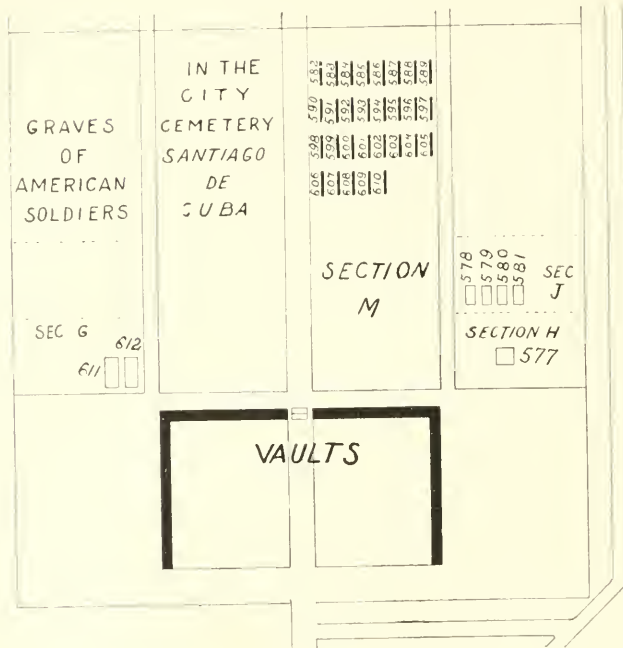 GRAVES
OF
AMERICAN
SOLDIERS
IN THE
CITY
CEMETERY
SANTIAGO
DE
CUBA
582 583 584 585 586 587 588 589
590 591 592 593 594 595 596 597
598 599 600 601 602 603 604 605
606 607 608 609 610
SECTION
M
578 579 580 581
SEC
J
SECTION H
577
SEC G
612
611
VAULTS